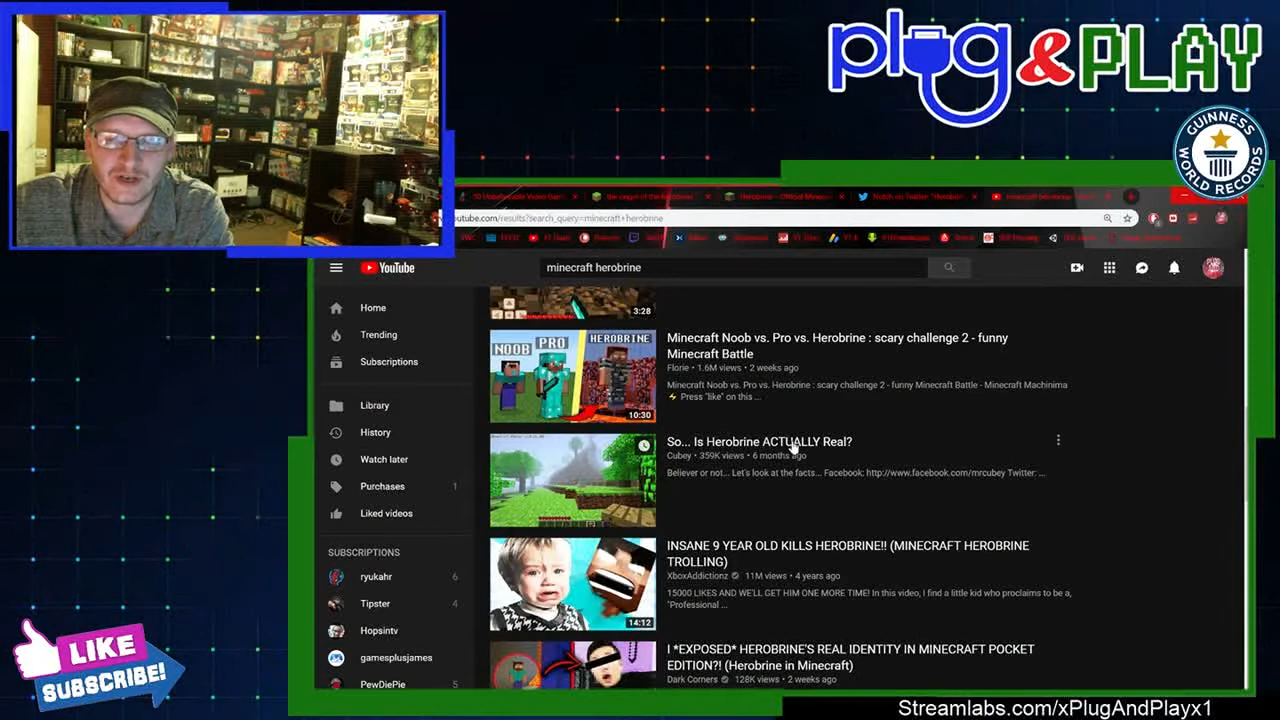 plug&PLAY
GUINNESS
WORLD RECORDS
Herobrine - Official Minec
Notch on Twitter: "Herobrin
utube.com/results?search_query=minecraft+herobrine
YouTube
minecraft herobrine
Home
Trending
Subscriptions
Library
History
Watch later
Purchases 1
Liked videos
SUBSCRIPTIONS
ryukahr 6
Tipster 4
Hopsintv
gamesplusjames
PewDiePie 5
3:28
NOOB PRO HEROBRINE
10:30
Minecraft Noob vs. Pro vs. Herobrine : scary challenge 2 - funny
Minecraft Battle
Florie • 1.6M views • 2 weeks ago
Minecraft Noob vs. Pro vs. Herobrine : scary challenge 2 - funny Minecraft Battle - Minecraft Machinima
⚡ Press "like" on this ...
So... Is Herobrine ACTUALLY Real?
Cubey • 359K views • 6 months ago
Believer or not... Let's look at the facts... Facebook: http://www.facebook.com/mrcubey Twitter: ...
14:12
INSANE 9 YEAR OLD KILLS HEROBRINE!! (MINECRAFT HEROBRINE
TROLLING)
XboxAddictionz 11M views • 4 years ago
15000 LIKES AND WE'LL GET HIM ONE MORE TIME! In this video, I find a little kid who proclaims to be a,
"Professional ...
I *EXPOSED* HEROBRINE'S REAL IDENTITY IN MINECRAFT POCKET
EDITION?! (Herobrine in Minecraft)
Dark Corners 128K views • 2 weeks ago
LIKE
SUBSCRIBE!
Streamlabs.com/xPlugAndPlayx1